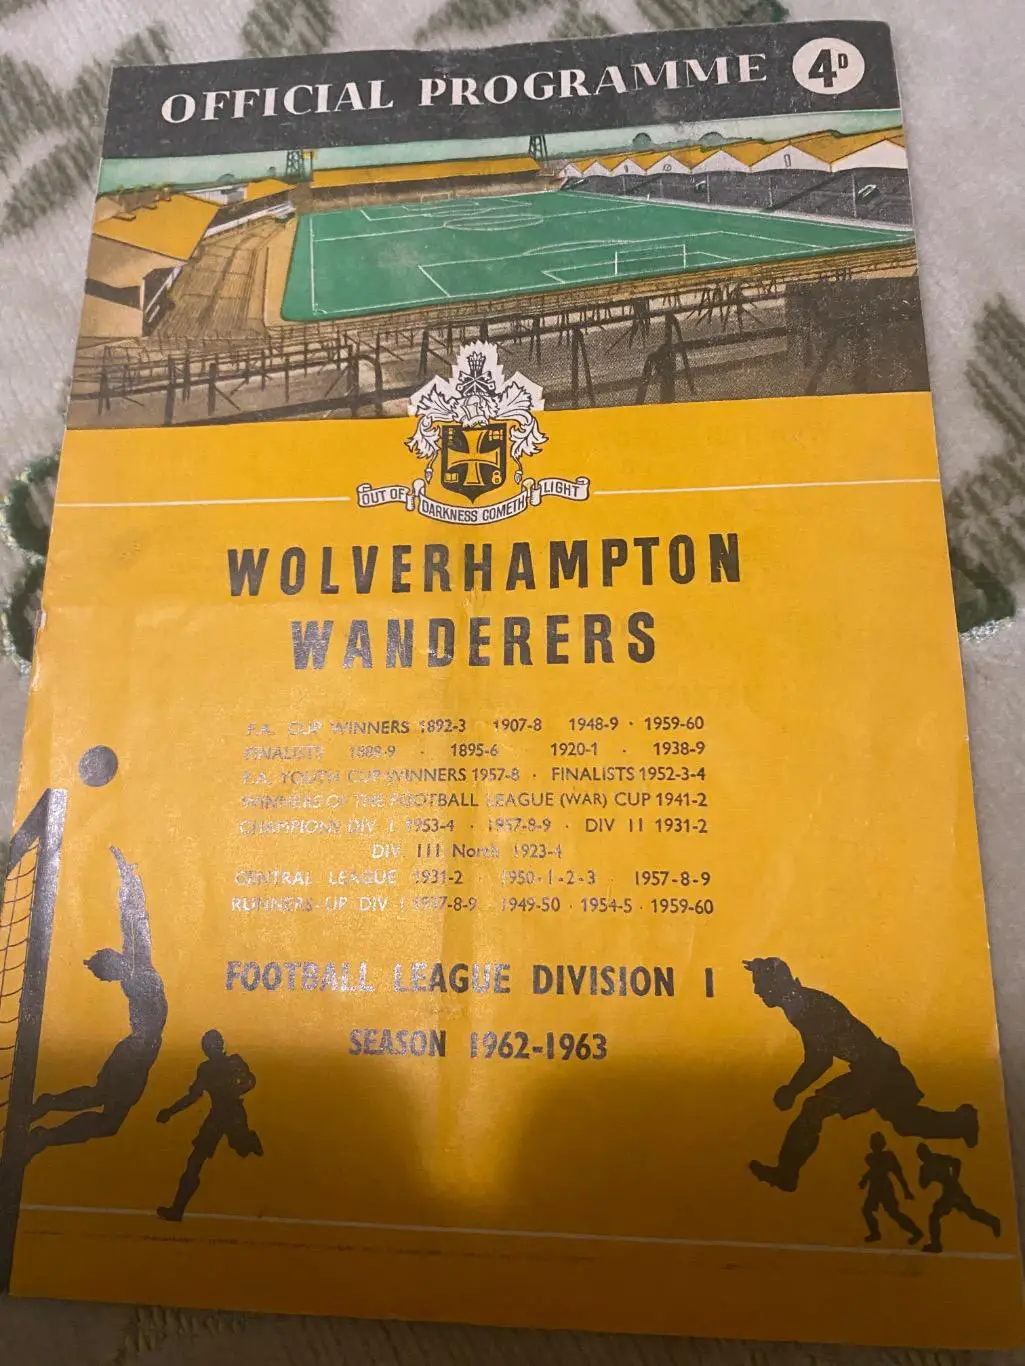 OFFICIAL PROGRAMME 4D
OUT OF DARKNESS COMETH LIGHT
WOLVERHAMPTON
WANDERERS
F.A. CUP WINNERS 1892-3 1907-8 1948-9 · 1959-60
FINALISTS 1888-9 · 1895-6 · 1920-1 · 1938-9
F.A. YOUTH CUP WINNERS 1957-8 · FINALISTS 1952-3-4
WINNERS OF THE FOOTBALL LEAGUE (WAR) CUP 1941-2
CHAMPIONS DIV I 1953-4 · 1957-8-9 · DIV II 1931-2
DIV. III North 1923-4
CENTRAL LEAGUE 1931-2 · 1950-1-2-3 · 1957-8-9
RUNNERS-UP DIV I 1937-8-9 1949-50 · 1954-5 · 1959-60
FOOTBALL LEAGUE DIVISION I
SEASON 1962-1963